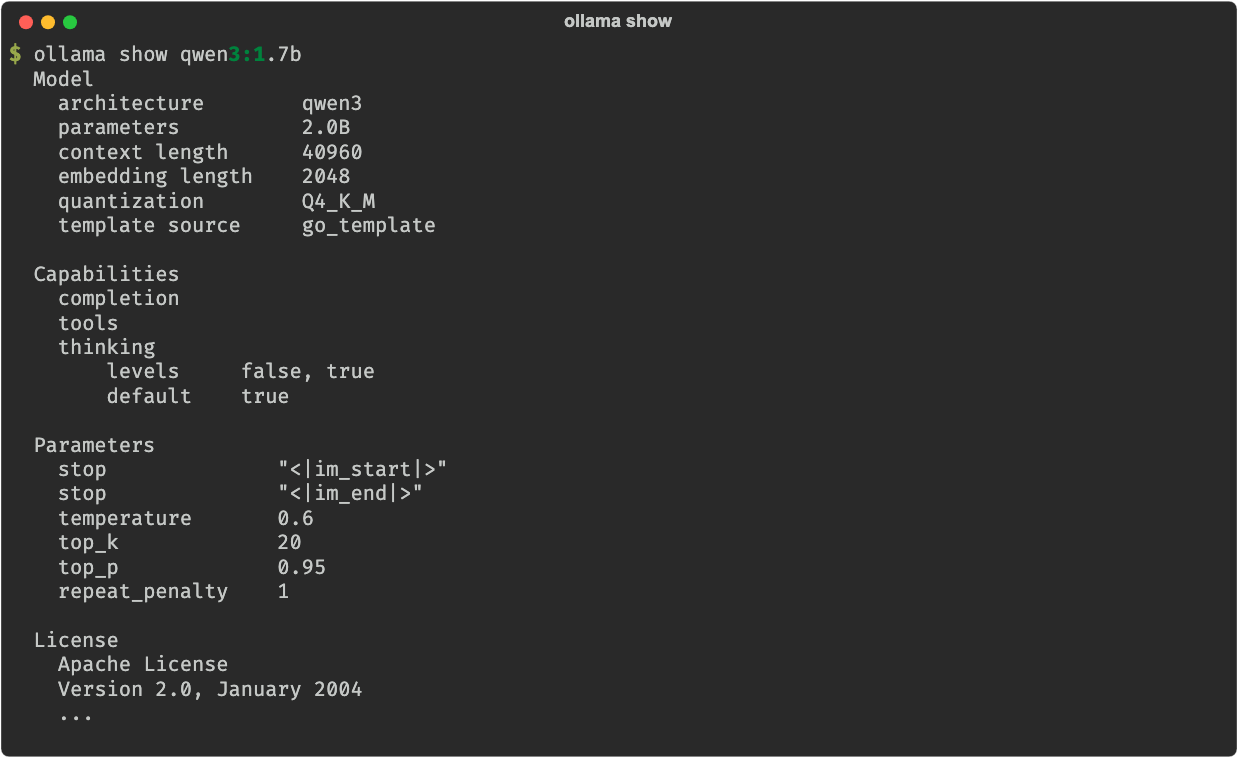 ollama show
$ ollama show qwen3:1.7b
Model
architecture qwen3
parameters 2.0B
context length 40960
embedding length 2048
quantization Q4_K_M
template source go_template
Capabilities
completion
tools
thinking
levels false, true
default true
Parameters
stop "<|im_start|>"
stop "<|im_end|>"
temperature 0.6
top_k 20
top_p 0.95
repeat_penalty 1
License
Apache License
Version 2.0, January 2004
...